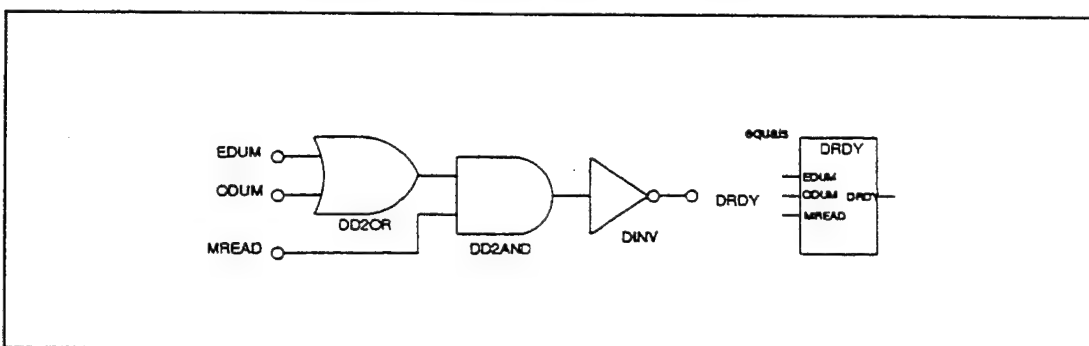 EDUM
ODUM
MREAD
DD2OR
DD2AND
DINV
DRDY
equals
DRDY
EDUM
ODUM
DRDY
MREAD